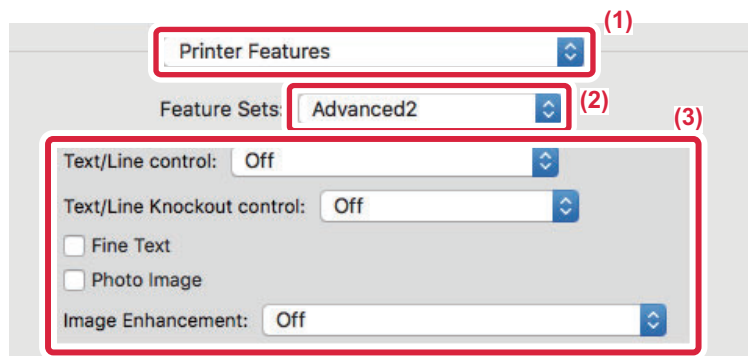 (1)
Printer Features
Feature Sets: Advanced2
(2)
(3)
Text/Line control: Off
Text/Line Knockout control: Off
Fine Text
Photo Image
Image Enhancement: Off